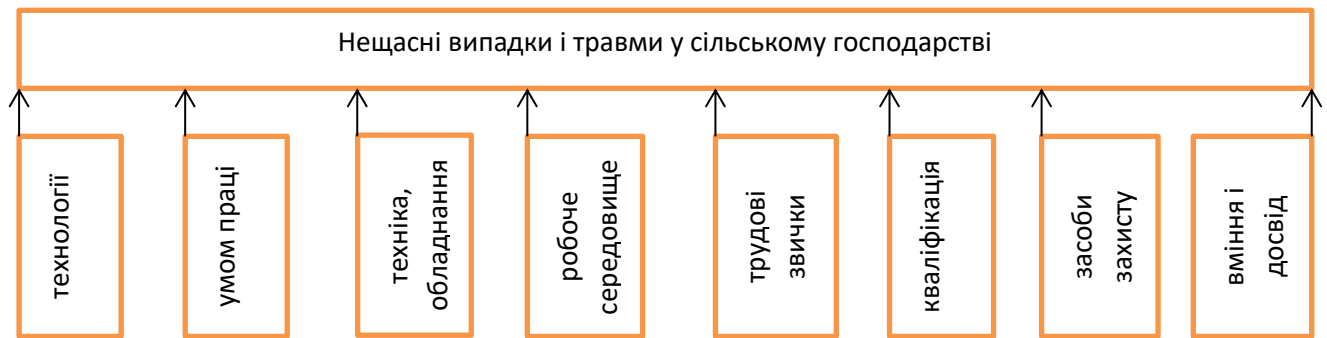 Нещасні випадки і травми у сільському господарстві
технології
умом праці
техніка,
обладнання
робоче
середовище
трудові
звички
кваліфікація
засоби
захисту
вміння і
досвід